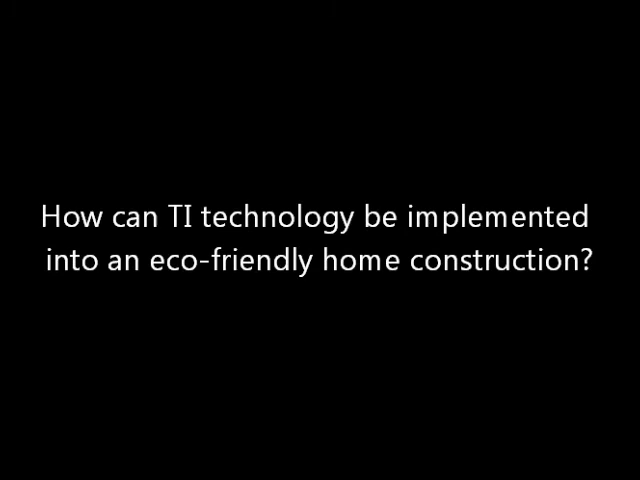 How can TI technology be implemented
into an eco-friendly home construction?